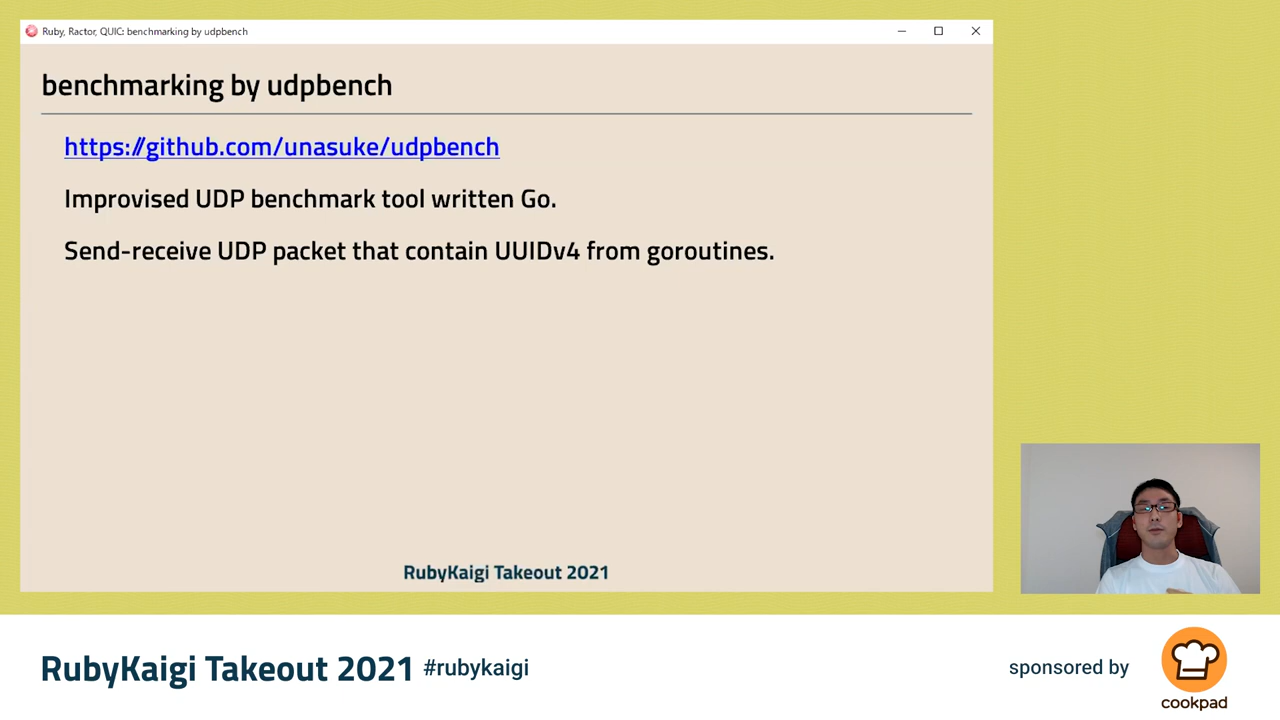 Ruby, Ractor, QUIC: benchmarking by udpbench
benchmarking by udpbench
https://github.com/unasuke/udpbench
Improvised UDP benchmark tool written Go.
Send-receive UDP packet that contain UUIDv4 from goroutines.
RubyKaigi Takeout 2021
RubyKaigi Takeout 2021 #rubykaigi
sponsored by
cookpad